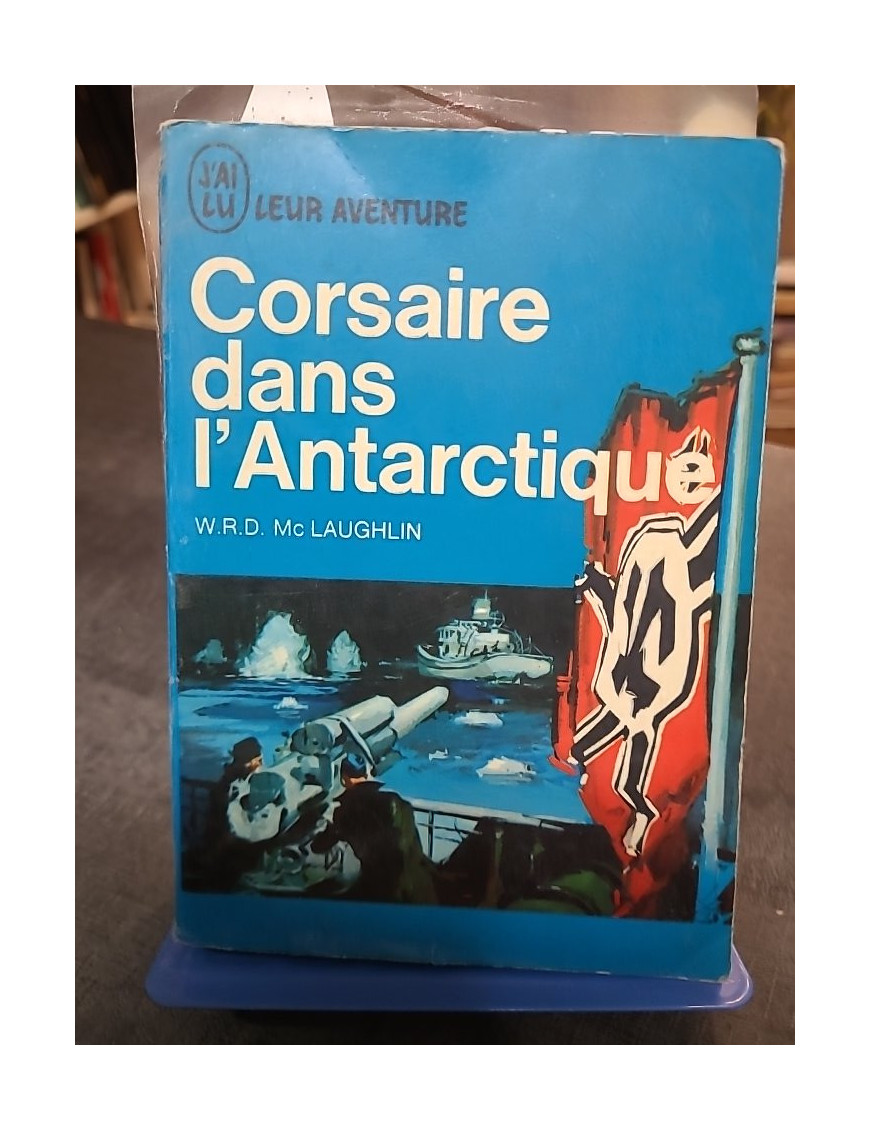 J'AI
LU
LEUR AVENTURE
Corsaire
dans
l'Antarctique
W.R.D. Mc LAUGHLIN